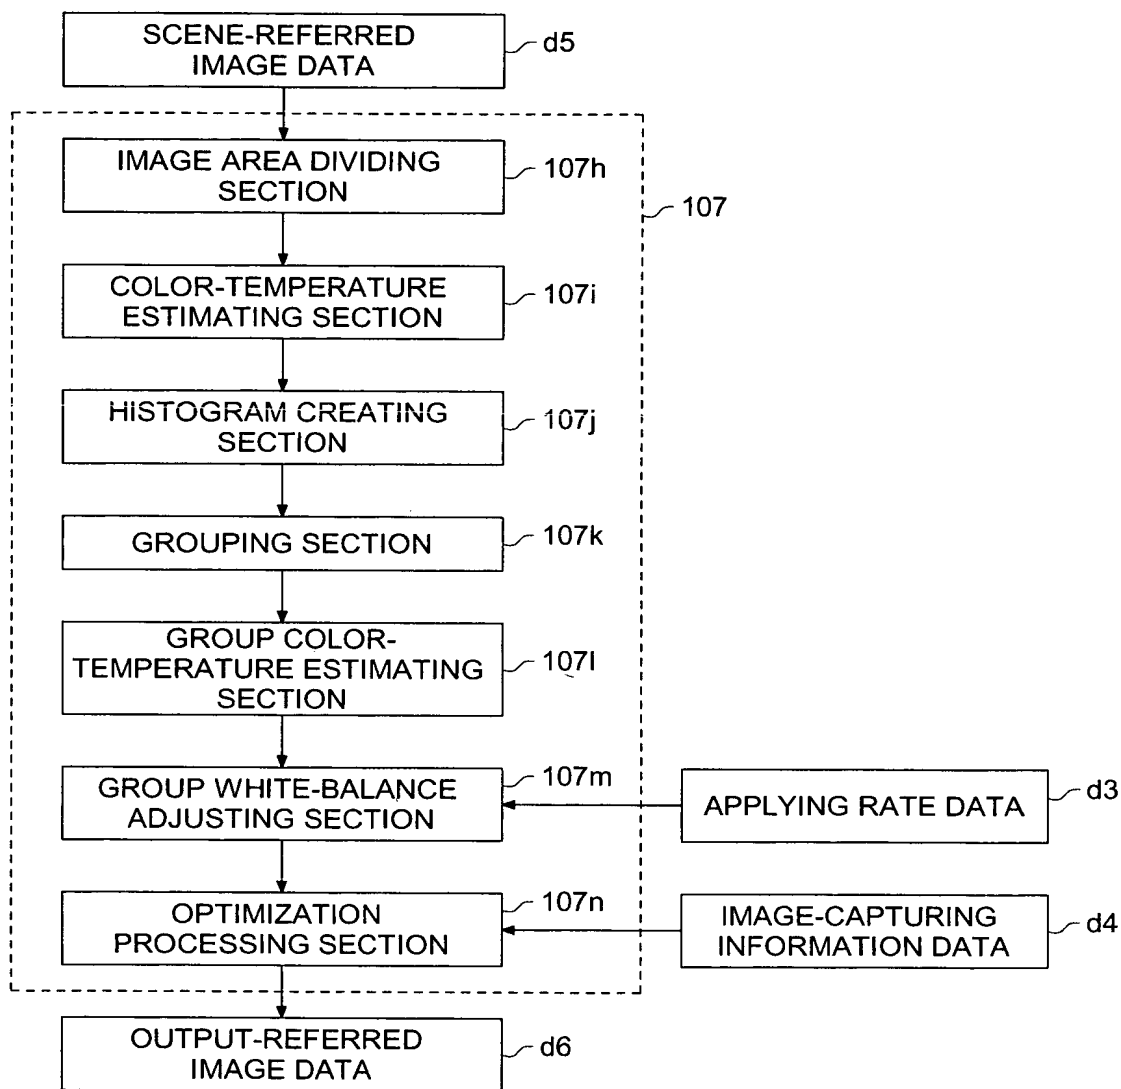 SCENE-REFERRED
IMAGE DATA
d5
IMAGE AREA DIVIDING
SECTION
107h
107
COLOR-TEMPERATURE
ESTIMATING SECTION
107i
HISTOGRAM CREATING
SECTION
107j
GROUPING SECTION
107k
GROUP COLOR-
TEMPERATURE ESTIMATING
SECTION
107l
GROUP WHITE-BALANCE
ADJUSTING SECTION
107m
APPLYING RATE DATA
d3
OPTIMIZATION
PROCESSING SECTION
107n
IMAGE-CAPTURING
INFORMATION DATA
d4
OUTPUT-REFERRED
IMAGE DATA
d6